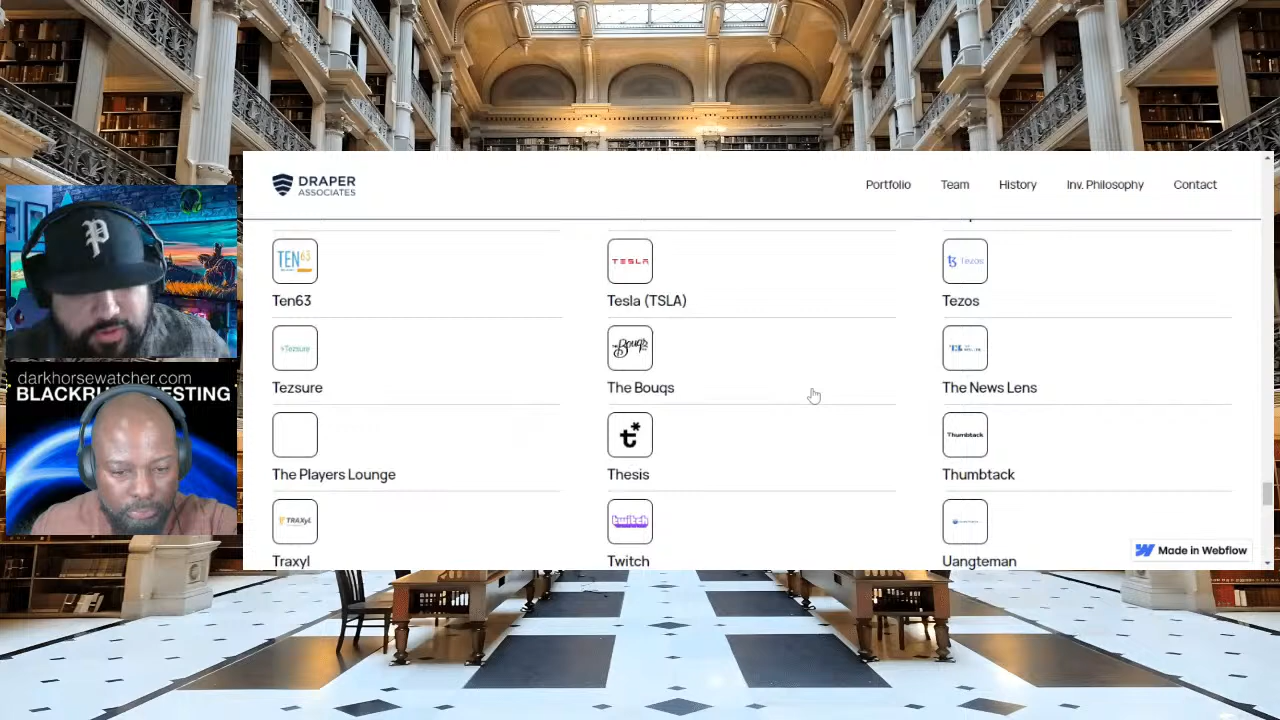 DRAPER
ASSOCIATES
Portfolio
Team
History
Inv. Philosophy
Contact
TEN63
TESLA
Tezos
Ten63
Tesla (TSLA)
Tezos
Tezsure
Bouqs
Tezsure
The Bouqs
The News Lens
t*
Thumbtack
The Players Lounge
Thesis
Thumbtack
TRAXyL
twitch
Traxyl
Twitch
Uangteman
Made in Webflow
P
darkhorsewatcher.com